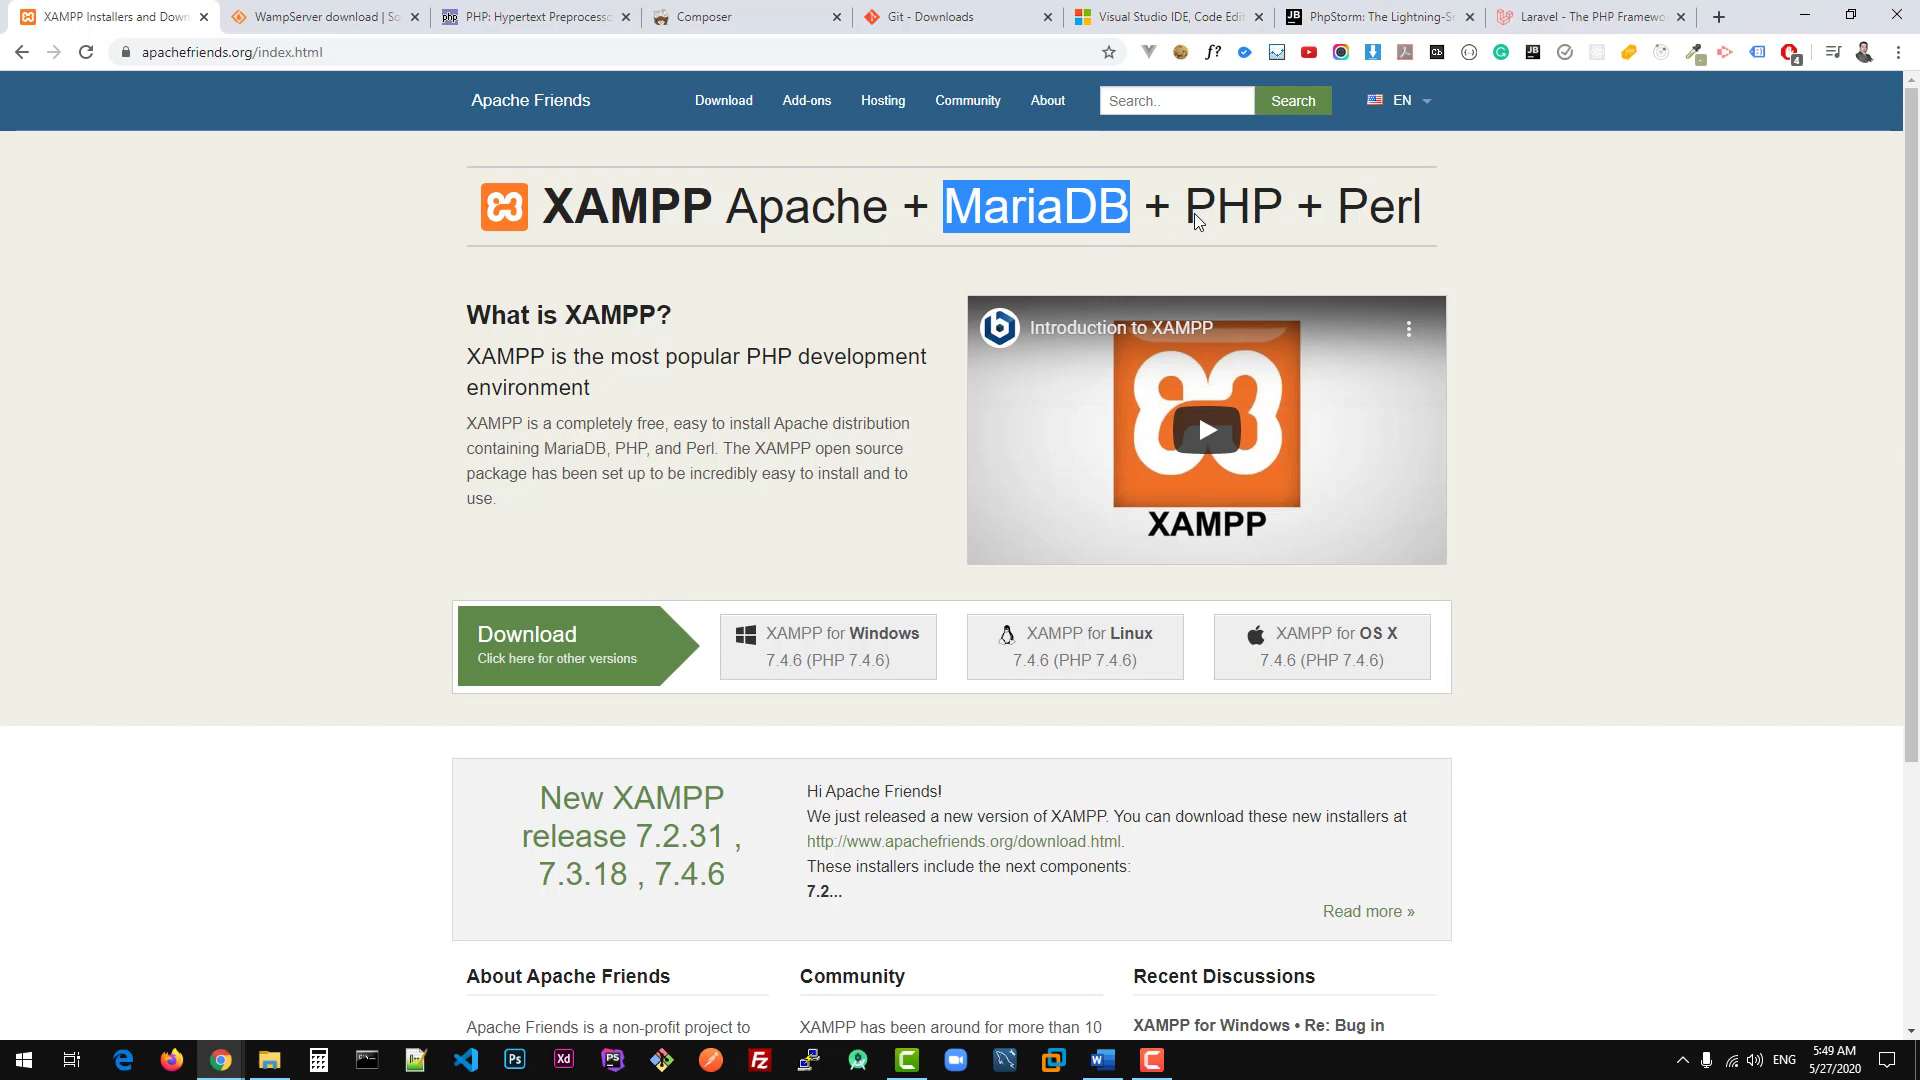 XAMPP Installers and Down
WampServer download | So
PHP: Hypertext Preprocesso
Composer
Git - Downloads
Visual Studio IDE, Code Edit
PhpStorm: The Lightning-S
Laravel - The PHP Framewo
apachefriends.org/index.html
Apache Friends
Download
Add-ons
Hosting
Community
About
Search..
Search
EN
XAMPP Apache + MariaDB + PHP + Perl
What is XAMPP?
XAMPP is the most popular PHP development
environment
XAMPP is a completely free, easy to install Apache distribution
containing MariaDB, PHP, and Perl. The XAMPP open source
package has been set up to be incredibly easy to install and to
use.
Introduction to XAMPP
XAMPP
Download
Click here for other versions
XAMPP for Windows
7.4.6 (PHP 7.4.6)
XAMPP for Linux
7.4.6 (PHP 7.4.6)
XAMPP for OS X
7.4.6 (PHP 7.4.6)
New XAMPP
release 7.2.31 ,
7.3.18 , 7.4.6
Hi Apache Friends!
We just released a new version of XAMPP. You can download these new installers at
http://www.apachefriends.org/download.html.
These installers include the next components:
7.2...
Read more »
About Apache Friends
Apache Friends is a non-profit project to
Community
XAMPP has been around for more than 10
Recent Discussions
XAMPP for Windows • Re: Bug in
ENG
5:49 AM
5/27/2020